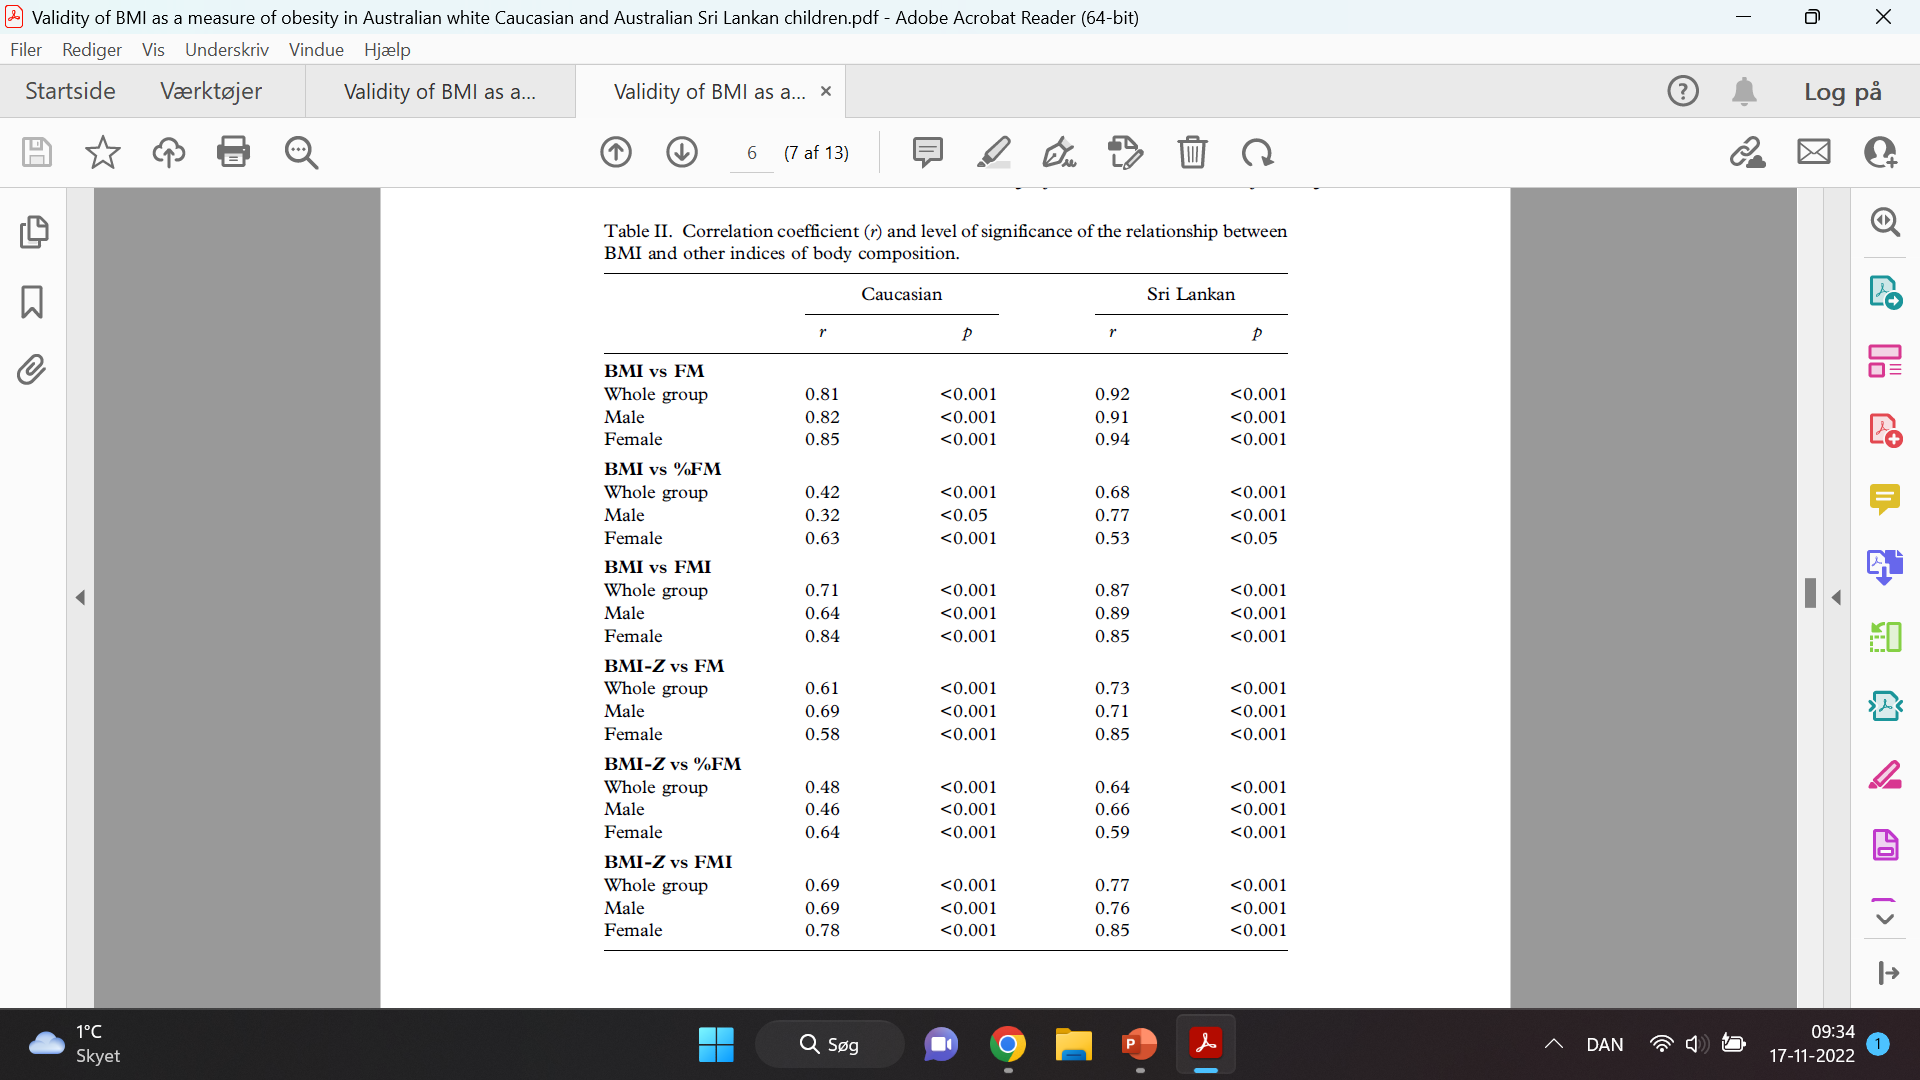 Validity of BMI as a measure of obesity in Australian white Caucasian and Australian Sri Lankan children.pdf - Adobe Acrobat Reader (64-bit)
Filer Rediger Vis Underskriv Vindue Hjælp
Startside Værktøjer Validity of BMI as a... Validity of BMI as a... × Log på
6 (7 af 13)
Table II. Correlation coefficient (r) and level of significance of the relationship between
BMI and other indices of body composition.
Caucasian Sri Lankan
r p r p
BMI vs FM
Whole group 0.81 <0.001 0.92 <0.001
Male 0.82 <0.001 0.91 <0.001
Female 0.85 <0.001 0.94 <0.001
BMI vs %FM
Whole group 0.42 <0.001 0.68 <0.001
Male 0.32 <0.05 0.77 <0.001
Female 0.63 <0.001 0.53 <0.05
BMI vs FMI
Whole group 0.71 <0.001 0.87 <0.001
Male 0.64 <0.001 0.89 <0.001
Female 0.84 <0.001 0.85 <0.001
BMI-Z vs FM
Whole group 0.61 <0.001 0.73 <0.001
Male 0.69 <0.001 0.71 <0.001
Female 0.58 <0.001 0.85 <0.001
BMI-Z vs %FM
Whole group 0.48 <0.001 0.64 <0.001
Male 0.46 <0.001 0.66 <0.001
Female 0.64 <0.001 0.59 <0.001
BMI-Z vs FMI
Whole group 0.69 <0.001 0.77 <0.001
Male 0.69 <0.001 0.76 <0.001
Female 0.78 <0.001 0.85 <0.001
1°C
Skyet
Søg
P
DAN
09:34
17-11-2022
1